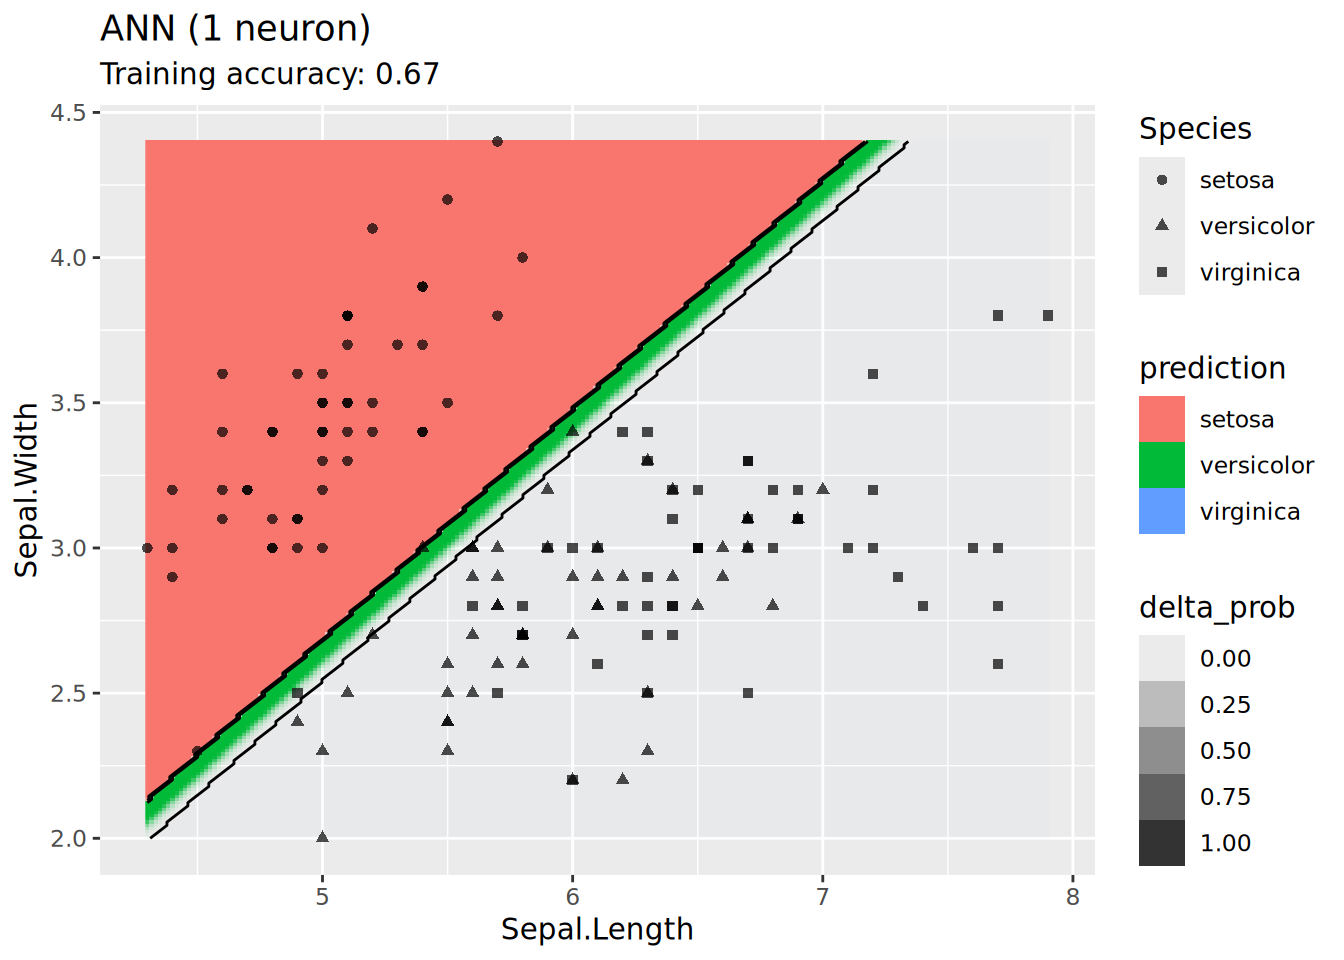 ANN (1 neuron)
Training accuracy: 0.67
4.5
4.0
3.5
3.0
2.5
2.0
Sepal.Width
5
6
7
8
Sepal.Length
Species
setosa
versicolor
virginica
prediction
setosa
versicolor
virginica
delta_prob
0.00
0.25
0.50
0.75
1.00